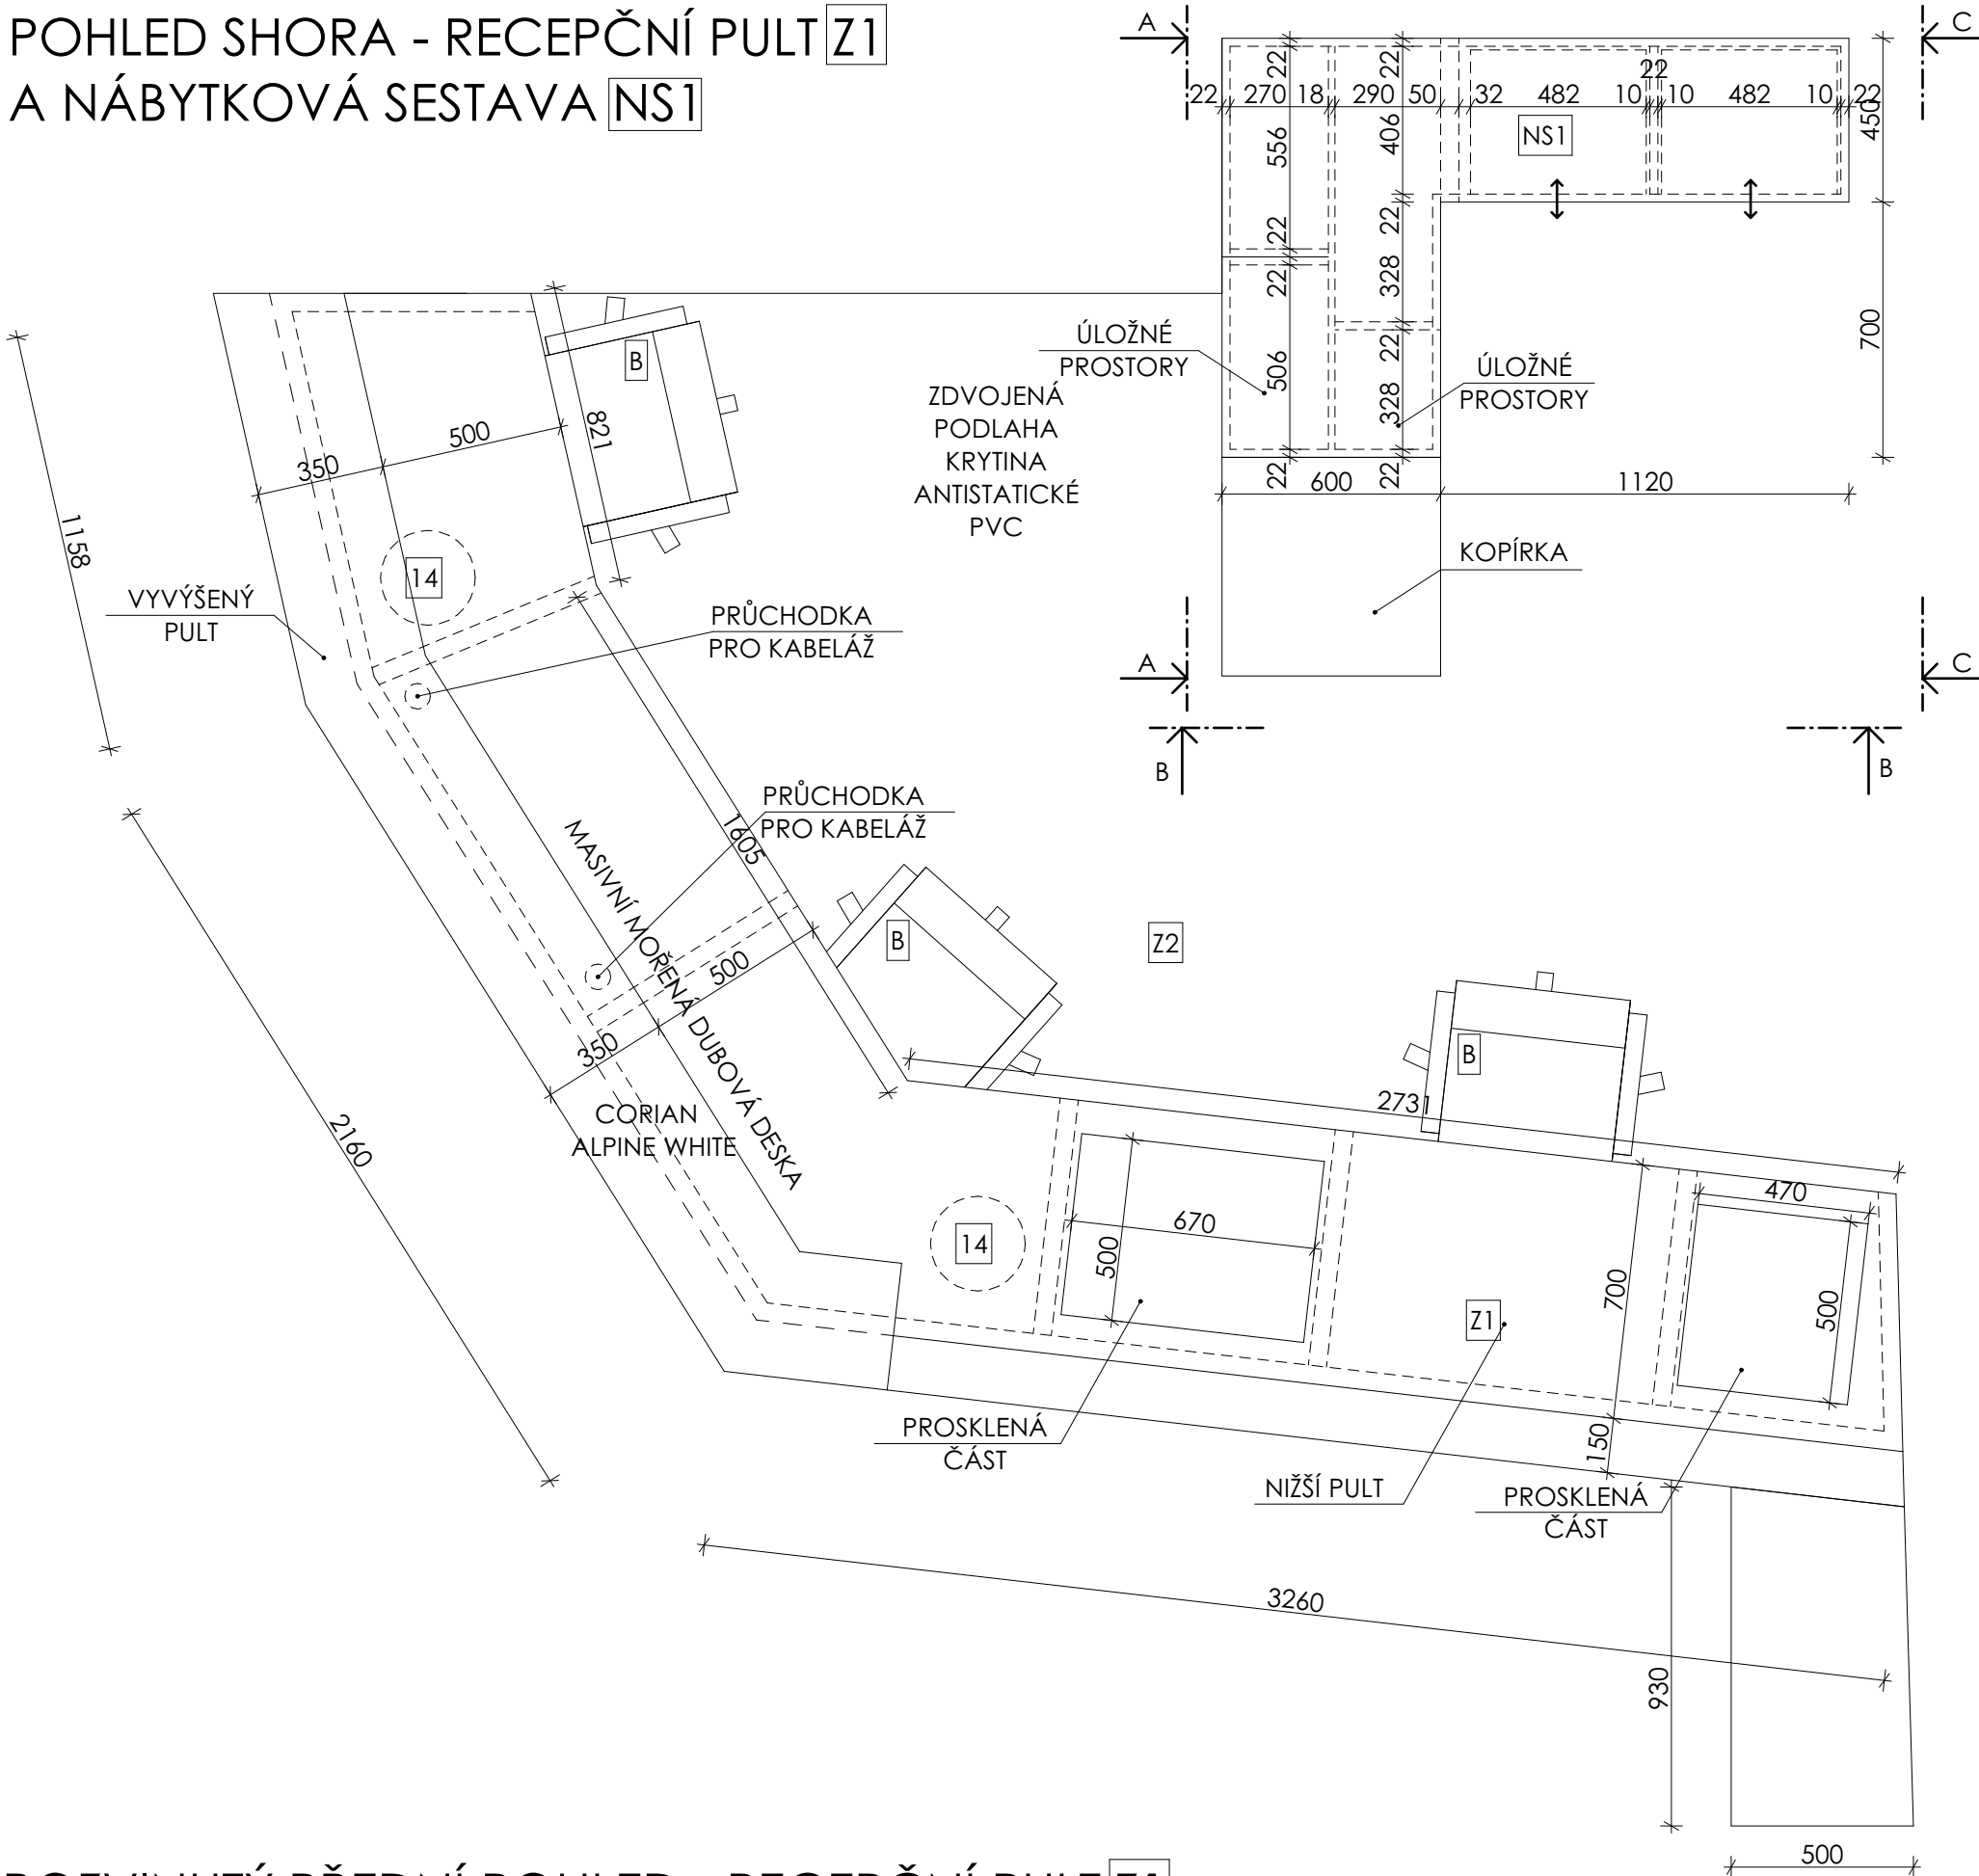 POHLED SHORA - RECEPČNÍ PULT Z1
A NÁBYTKOVÁ SESTAVA NS1
A
C
22 270 18 290 50 32 482 10 22 10 482 10 22
22
22
556
406
450
NS1
22
22
22
328
506
22
328
22
22
700
600
1120
ÚLOŽNÉ
PROSTORY
ÚLOŽNÉ
PROSTORY
ZDVOJENÁ
PODLAHA
KRYTINA
ANTISTATICKÉ
PVC
KOPÍRKA
A
C
B
B
B
821
500
350
1158
14
VYVÝŠENÝ
PULT
PRŮCHODKA
PRO KABELÁŽ
PRŮCHODKA
PRO KABELÁŽ
1605
MASIVNÍ MOŘENÁ DUBOVÁ DESKA
500
350
B
Z2
B
CORIAN
ALPINE WHITE
2160
2731
14
670
500
Z1
700
150
470
500
PROSKLENÁ
ČÁST
NIŽŠÍ PULT
PROSKLENÁ
ČÁST
3260
930
500